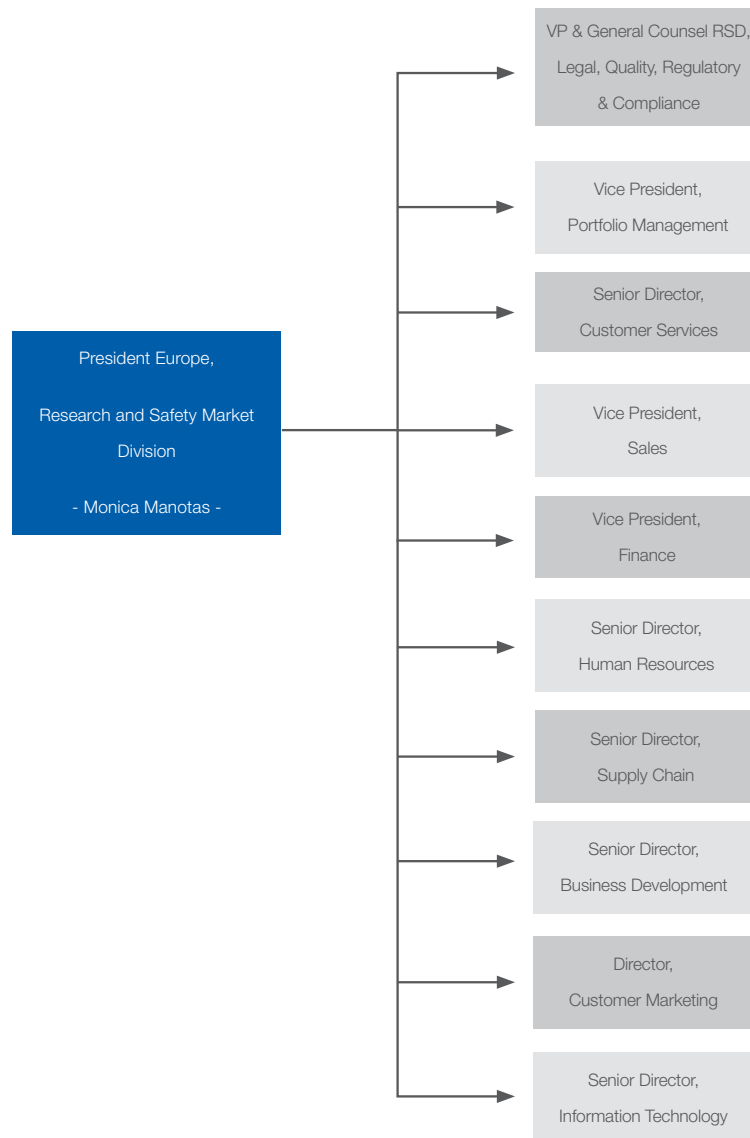 VP & General Counsel RSD,
Legal, Quality, Regulatory
& Compliance
Vice President,
Portfolio Management
Senior Director,
Customer Services
President Europe,
Research and Safety Market
Division
- Monica Manotas -
Vice President,
Sales
Vice President,
Finance
Senior Director,
Human Resources
Senior Director,
Supply Chain
Senior Director,
Business Development
Director,
Customer Marketing
Senior Director,
Information Technology